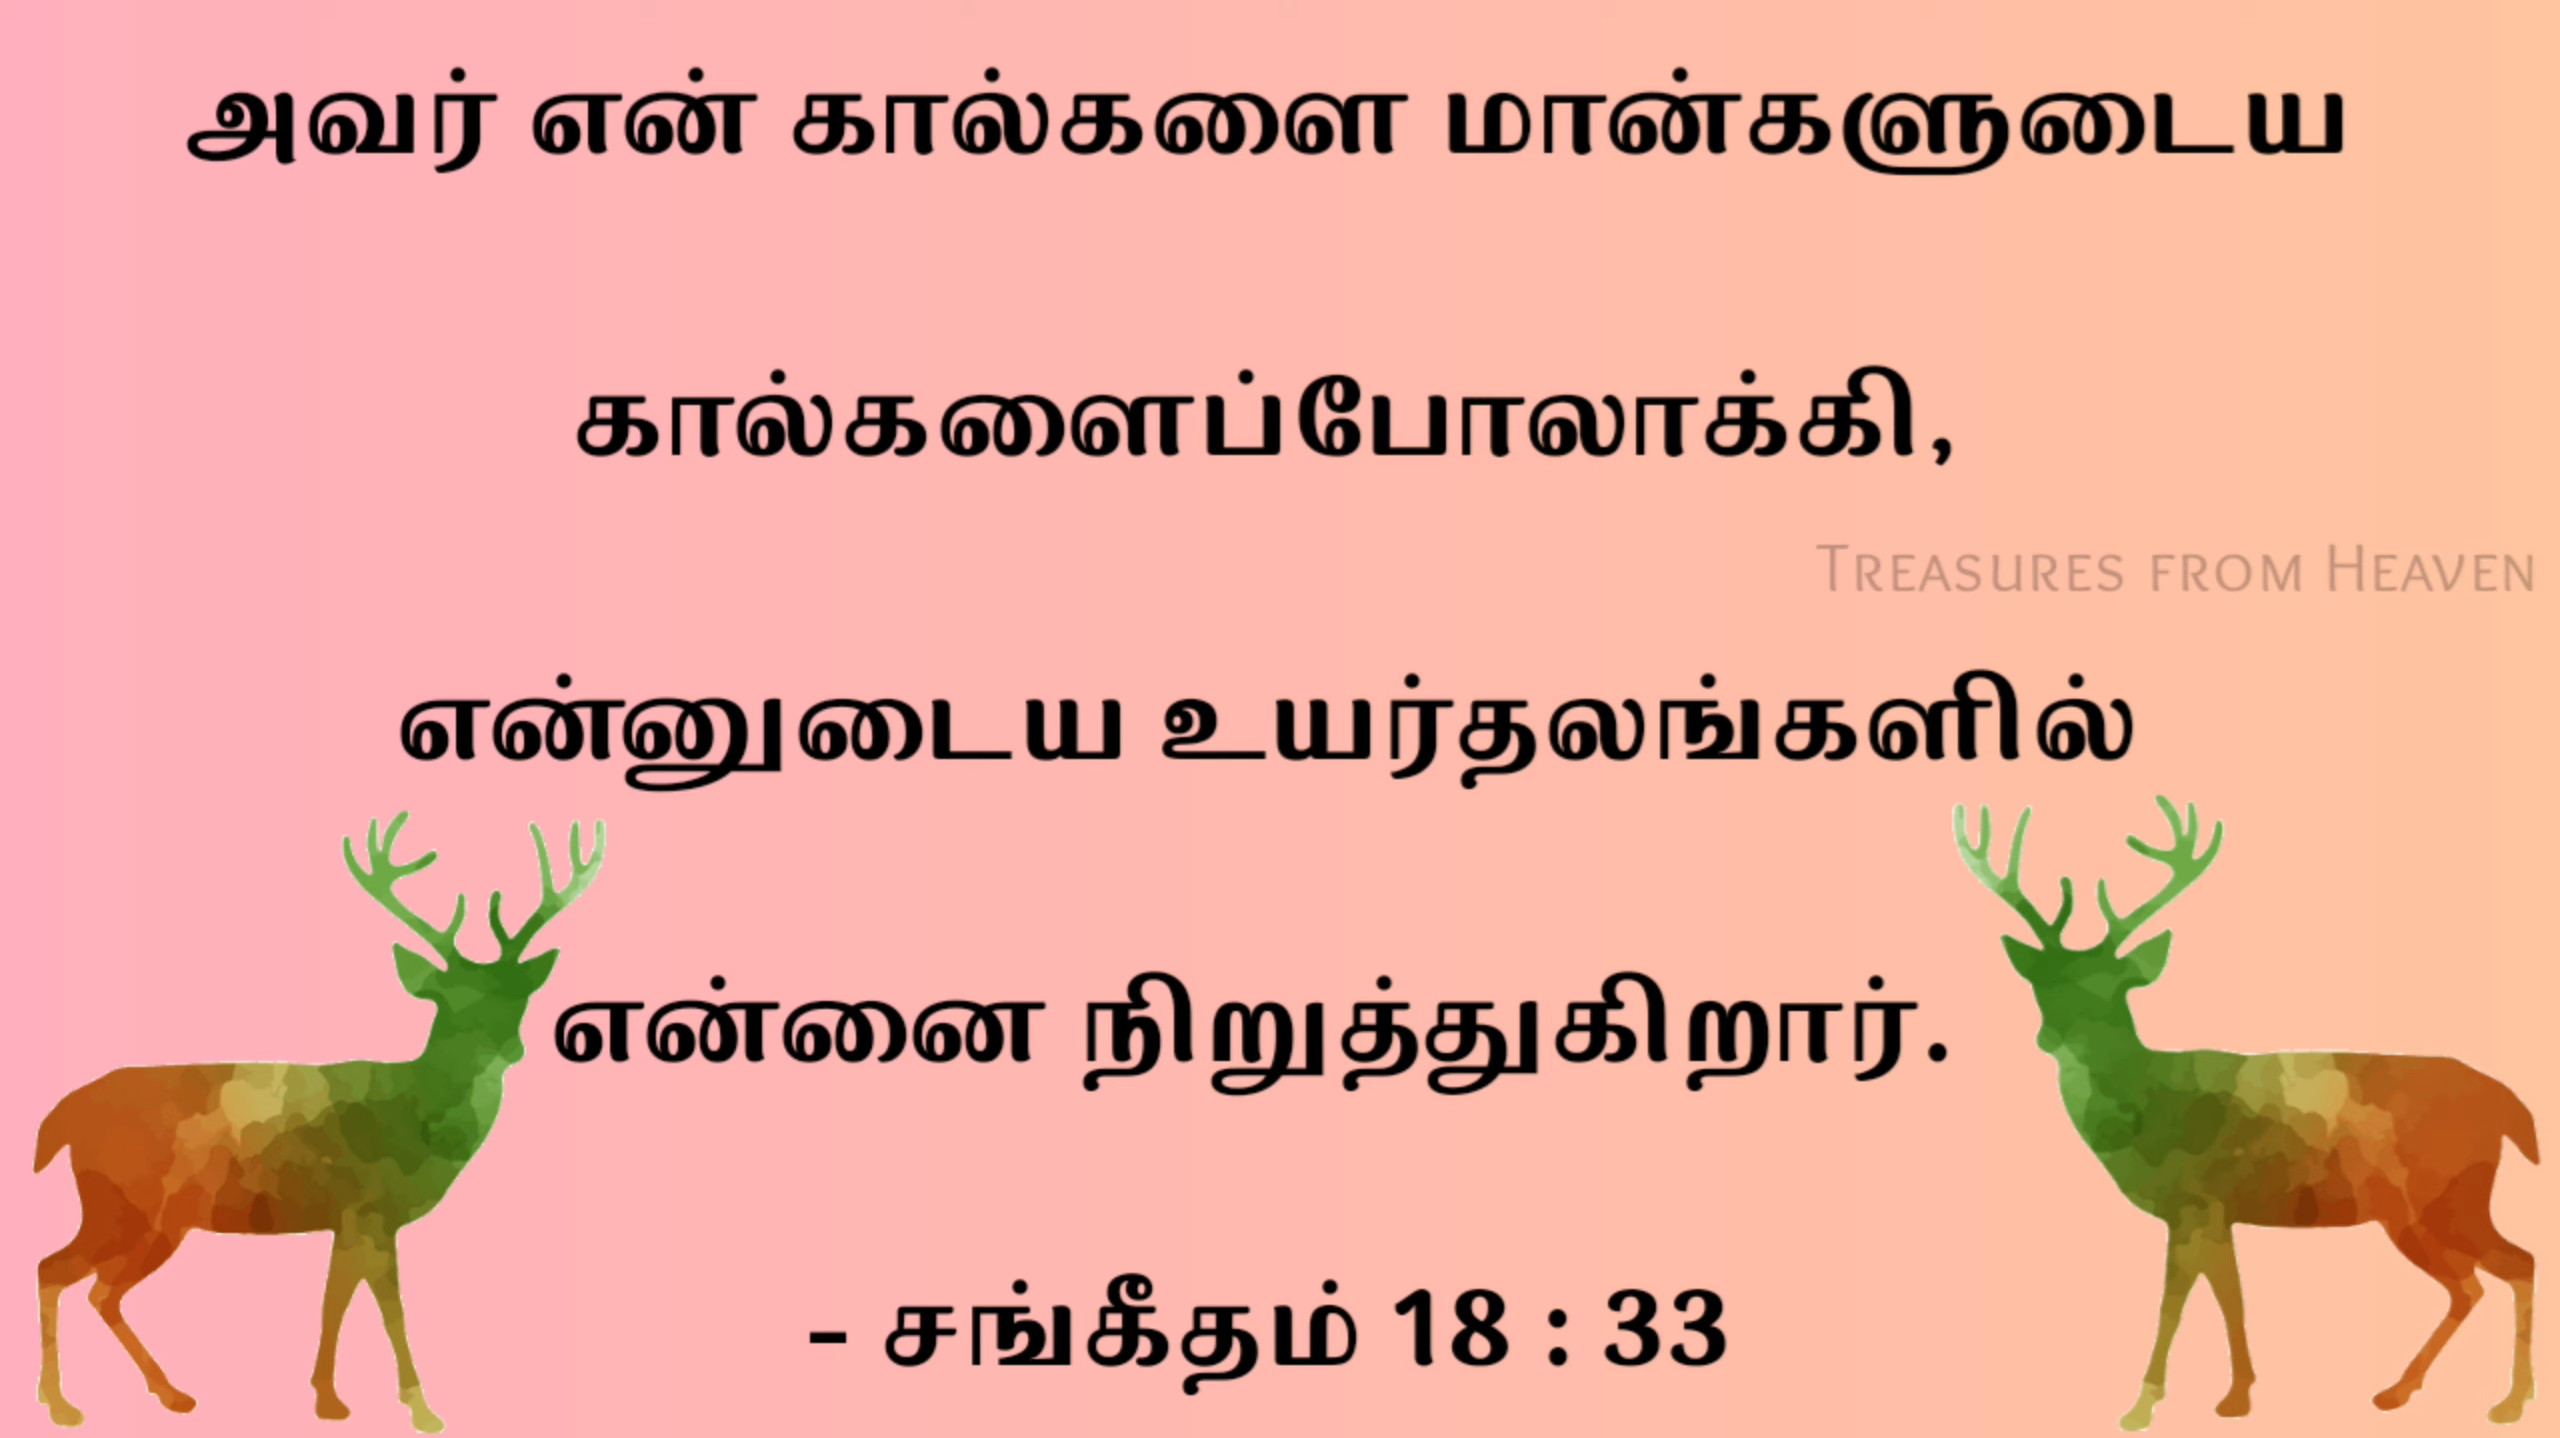 அவர் என் கால்களை மான்களுடைய
கால்களைப்போலாக்கி,
Treasures from Heaven
என்னுடைய உயர்தலங்களில்
என்னை நிறுத்துகிறார்.
- சங்கீதம் 18 : 33